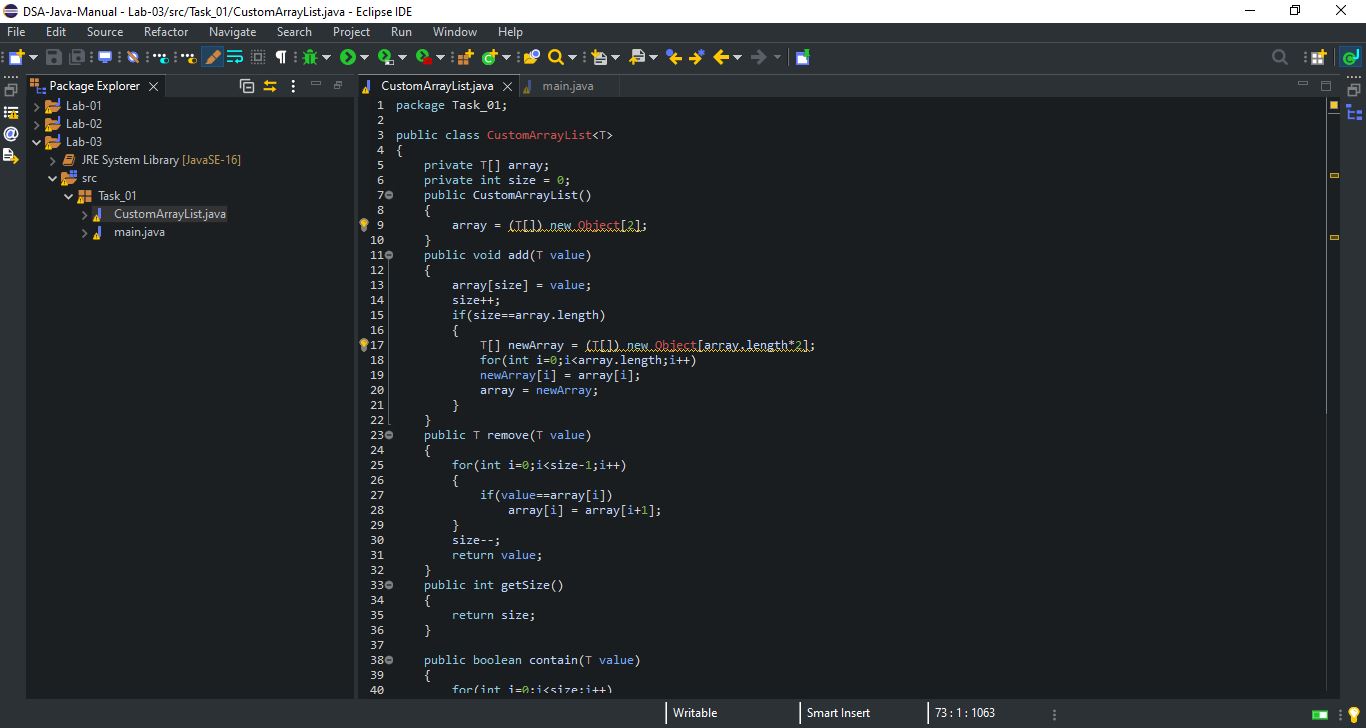 DSA-Java-Manual - Lab-03/src/Task_01/CustomArrayList.java - Eclipse IDE
File Edit Source Refactor Navigate Search Project Run Window Help
Package Explorer
CustomArrayList.java
main.java
Lab-01
Lab-02
Lab-03
JRE System Library [JavaSE-16]
src
Task_01
CustomArrayList.java
main.java
1 package Task_01;
2
3 public class CustomArrayList<T>
4 {
5     private T[] array;
6     private int size = 0;
7     public CustomArrayList()
8     {
9         array = (T[]) new Object[2];
10     }
11     public void add(T value)
12     {
13         array[size] = value;
14         size++;
15         if(size==array.length)
16         {
17             T[] newArray = (T[]) new Object[array.length*2];
18             for(int i=0;i<array.length;i++)
19             newArray[i] = array[i];
20             array = newArray;
21         }
22     }
23     public T remove(T value)
24     {
25         for(int i=0;i<size-1;i++)
26         {
27             if(value==array[i])
28                 array[i] = array[i+1];
29         }
30         size--;
31         return value;
32     }
33     public int getSize()
34     {
35         return size;
36     }
37
38     public boolean contain(T value)
39     {
40         for(int i=0;i<size;i++)
Writable
Smart Insert
73 : 1 : 1063